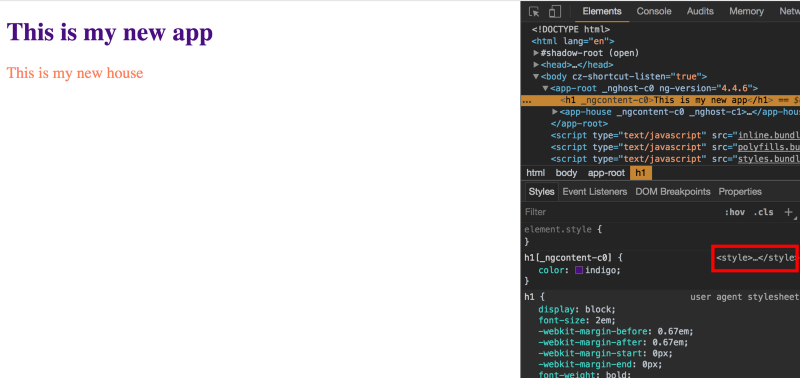 This is my new app
This is my new house
Elements Console Audits Memory
<!DOCTYPE html>
<html lang="en">
▶#shadow-root (open)
▶<head>…</head>
▼<body cz-shortcut-listen="true">
▼<app-root _nghost-c0 ng-version="4.4.6">
... <h1 _ngcontent-c0>This is my new app</h1> ==
▶<app-house _ngcontent-c0 _nghost-c1>…</app-hous
</app-root>
<script type="text/javascript" src="inline.bundl
<script type="text/javascript" src="polyfills.bu
<script type="text/javascript" src="styles.bundl
html body app-root h1
Styles Event Listeners DOM Breakpoints Properties
Filter :hov .cls +
element.style {
}
h1[_ngcontent-c0] { <style>…</style>
color: indigo;
}
h1 { user agent stylesheet
display: block;
font-size: 2em;
-webkit-margin-before: 0.67em;
-webkit-margin-after: 0.67em;
-webkit-margin-start: 0px;
-webkit-margin-end: 0px;
font-weight: bold;